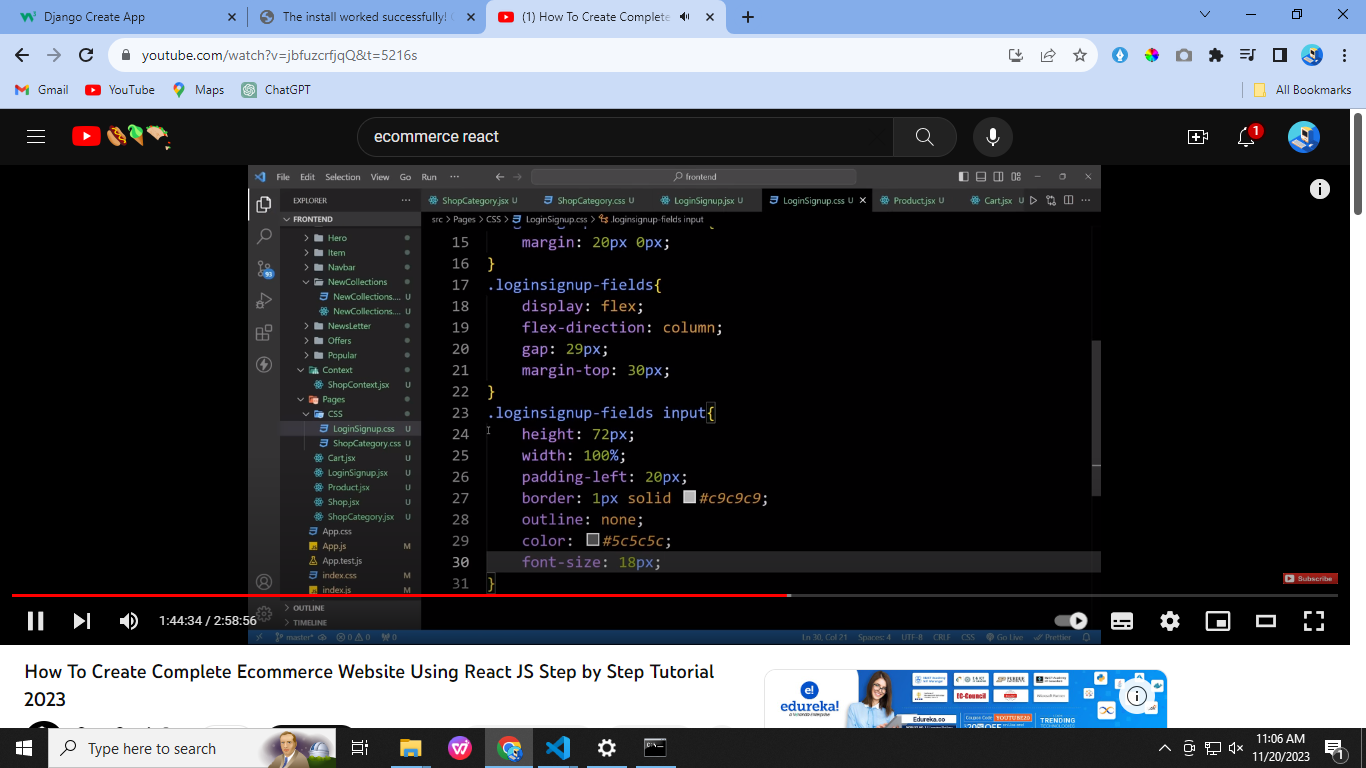 Django Create App
The install worked successfully!
(1) How To Create Complete
youtube.com/watch?v=jbfuzcrfjqQ&t=5216s
Gmail YouTube Maps ChatGPT All Bookmarks
ecommerce react
1
File Edit Selection View Go Run ··· frontend
EXPLORER ···
ShopCategory.jsx U ShopCategory.css U LoginSignup.jsx U LoginSignup.css U Product.jsx U Cart.jsx U
src > Pages > CSS > LoginSignup.css > .loginsignup-fields input
FRONTEND
Hero
Item
Navbar
NewCollections
NewCollections.... U
NewCollections.... U
NewsLetter
Offers
Popular
Context
ShopContext.jsx U
Pages
CSS
LoginSignup.css U
ShopCategory.css U
Cart.jsx U
LoginSignup.jsx U
Product.jsx U
Shop.jsx U
ShopCategory.jsx U
App.css
App.js M
App.test.js
index.css M
index.js M
OUTLINE
TIMELINE
93
15 margin: 20px 0px;
16 }
17 .loginsignup-fields{
18 display: flex;
19 flex-direction: column;
20 gap: 29px;
21 margin-top: 30px;
22 }
23 .loginsignup-fields input{
24 height: 72px;
25 width: 100%;
26 padding-left: 20px;
27 border: 1px solid #c9c9c9;
28 outline: none;
29 color: #5c5c5c;
30 font-size: 18px;
31 }
Subscribe
1:44:34 / 2:58:56
master* 0 0 0 Ln 30, Col 21 Spaces: 4 UTF-8 CRLF CSS Go Live Prettier
How To Create Complete Ecommerce Website Using React JS Step by Step Tutorial
2023
e!
edureka!
EC-Council
Edureka.co
Coupon Code YOUTUBE20
TRENDING
Type here to search
11:06 AM
11/20/2023
1